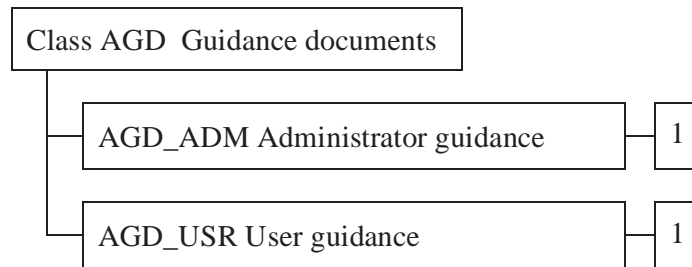 Class AGD  Guidance documents
AGD_ADM Administrator guidance
1
AGD_USR User guidance
1